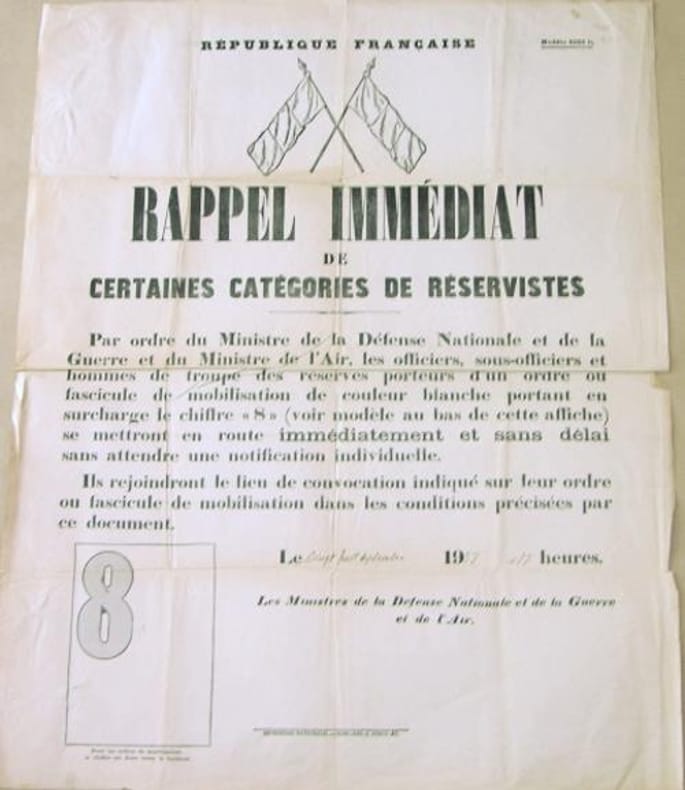 RÉPUBLIQUE FRANÇAISE
RAPPEL IMMÉDIAT
DE
CERTAINES CATÉGORIES DE RÉSERVISTES
Par ordre du Ministre de la Défense Nationale et de la
Guerre et du Ministre de l'Air, les officiers, sous-officiers et
hommes de troupe des réserves porteurs d'un ordre ou
fascicule de mobilisation de couleur blanche portant en
surcharge le chiffre « 8 » (voir modèle au bas de cette affiche)
se mettront en route immédiatement et sans délai
sans attendre une notification individuelle.
Ils rejoindront le lieu de convocation indiqué sur leur ordre
ou fascicule de mobilisation dans les conditions précisées par
ce document.
Le 19 heures.
8
Les Ministres de la Défense Nationale et de la Guerre
et de l'Air.